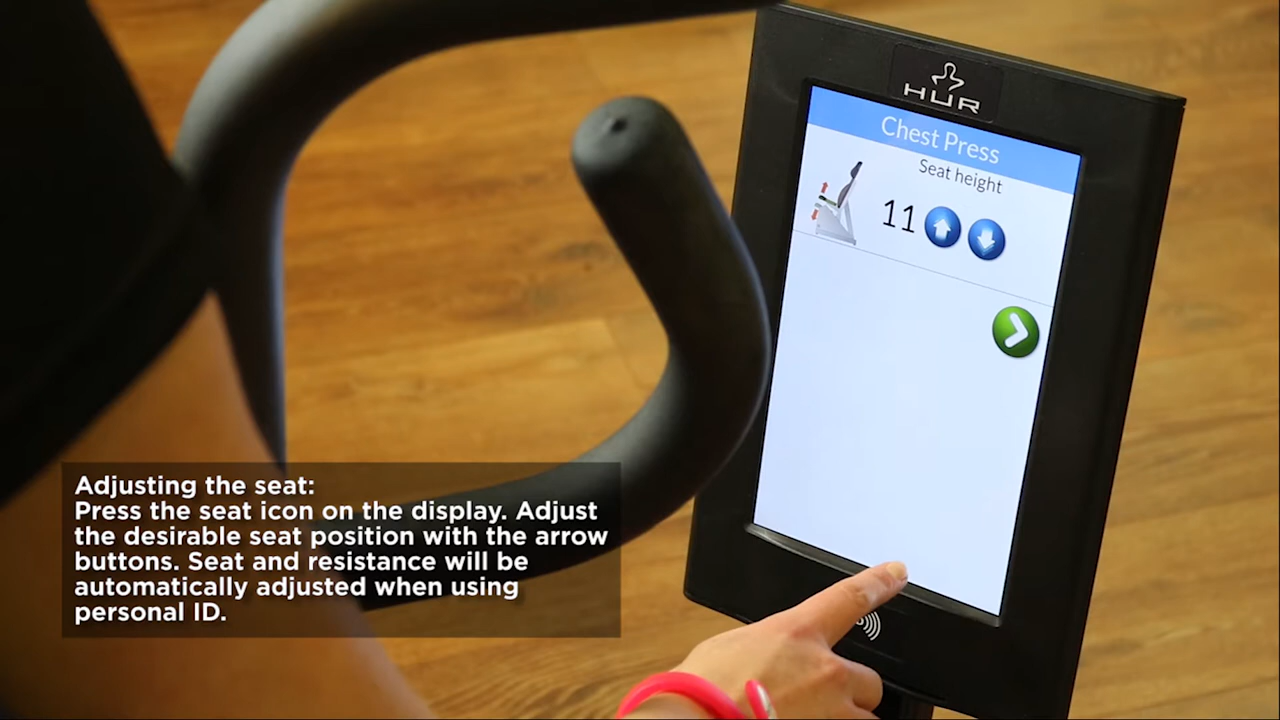 HUR
Chest Press
Seat height
11
Adjusting the seat:
Press the seat icon on the display. Adjust
the desirable seat position with the arrow
buttons. Seat and resistance will be
automatically adjusted when using
personal ID.